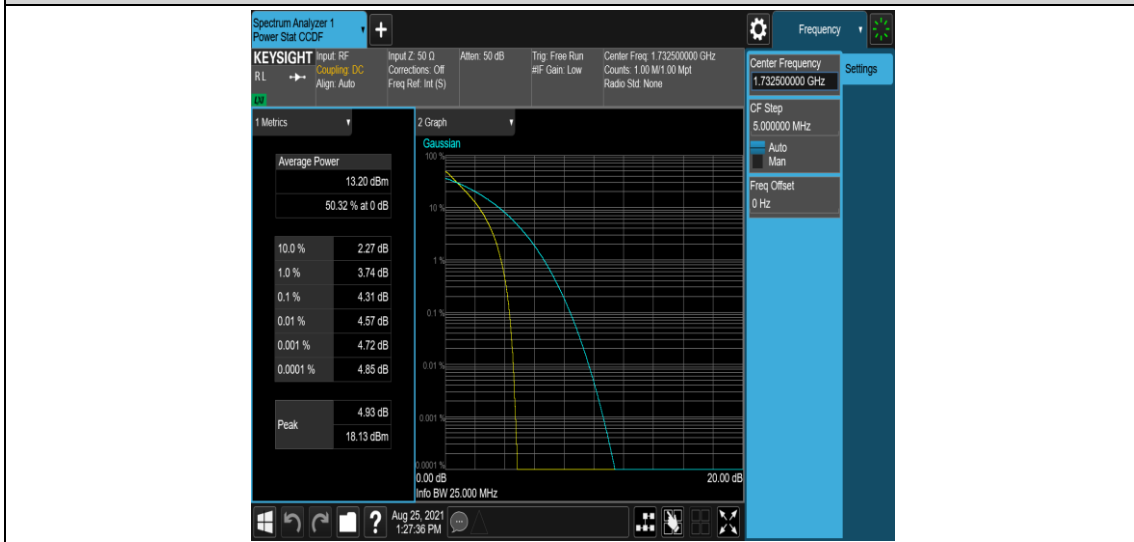 Spectrum Analyzer 1
Power Stat CCDF
Frequency
KEYSIGHT
RL
LXI
Input: RF
Coupling: DC
Align: Auto
Input Z: 50 Ω
Corrections: Off
Freq Ref: Int (S)
Atten: 50 dB
Trig: Free Run
#IF Gain: Low
Center Freq: 1.732500000 GHz
Counts: 1.00 M/1.00 Mpt
Radio Std: None
Center Frequency
1.732500000 GHz
Settings
CF Step
5.000000 MHz
Auto
Man
Freq Offset
0 Hz
1 Metrics
Average Power
13.20 dBm
50.32 % at 0 dB
10.0 % 2.27 dB
1.0 % 3.74 dB
0.1 % 4.31 dB
0.01 % 4.57 dB
0.001 % 4.72 dB
0.0001 % 4.85 dB
Peak
4.93 dB
18.13 dBm
2 Graph
Gaussian
100 %
10 %
1 %
0.1 %
0.01 %
0.001 %
0.0001 %
0.00 dB 20.00 dB
Info BW 25.000 MHz
?
Aug 25, 2021
1:27:36 PM